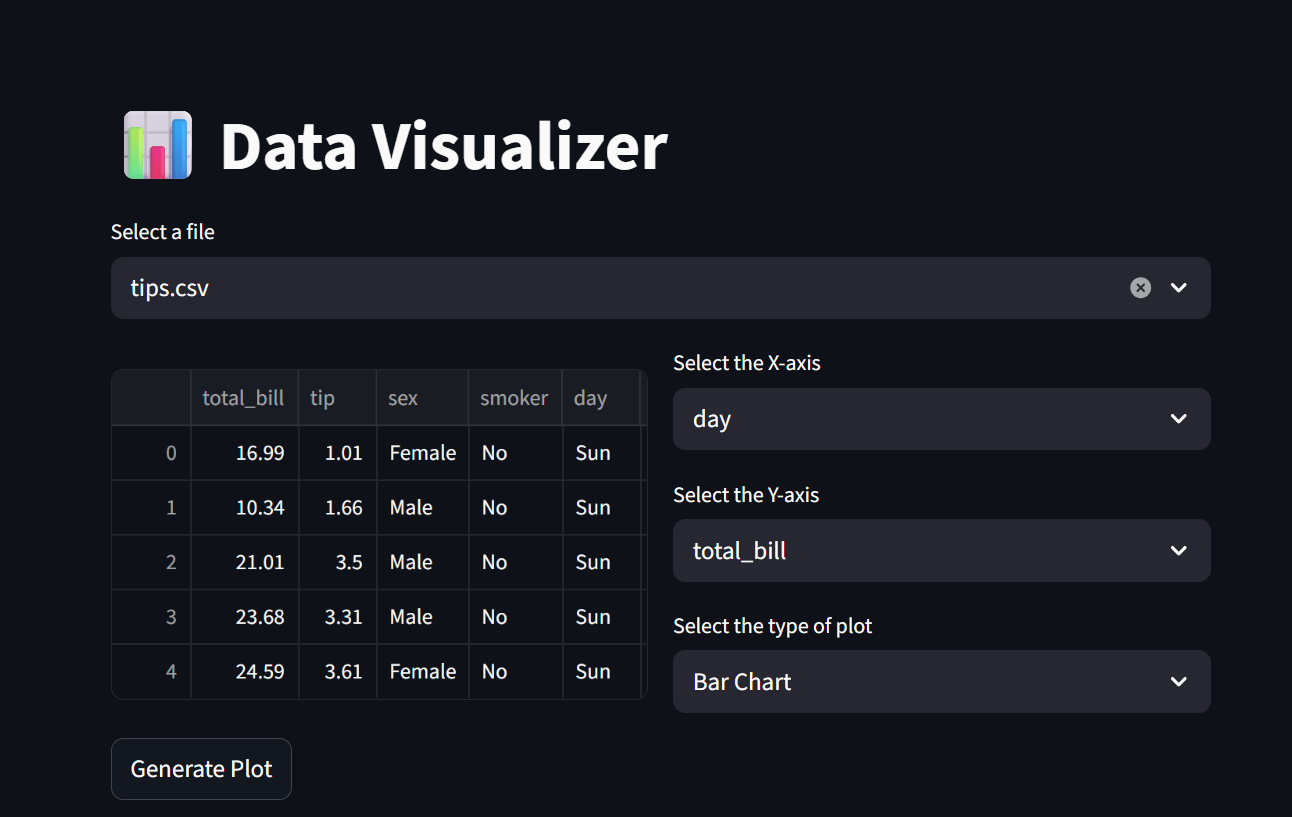 Data Visualizer
Select a file
tips.csv
total_bill tip sex smoker day
0 16.99 1.01 Female No Sun
1 10.34 1.66 Male No Sun
2 21.01 3.5 Male No Sun
3 23.68 3.31 Male No Sun
4 24.59 3.61 Female No Sun
Select the X-axis
day
Select the Y-axis
total_bill
Select the type of plot
Bar Chart
Generate Plot